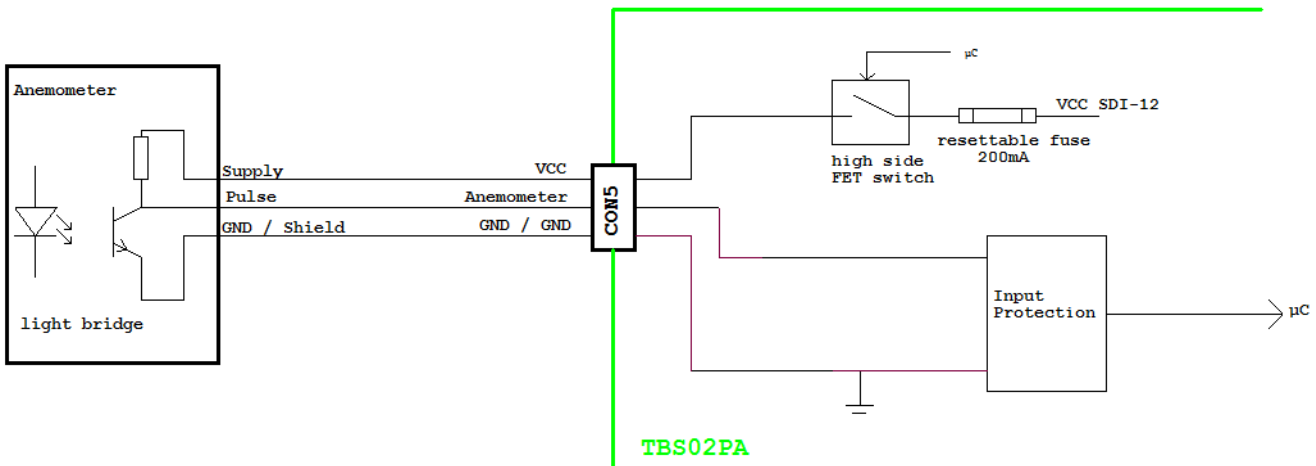 µC
Anemometer
VCC SDI-12
resettable fuse
200mA
high side
FET switch
Supply
VCC
Pulse
Anemometer
GND / Shield
GND / GND
CON5
Input
Protection
µC
light bridge
TBS02PA